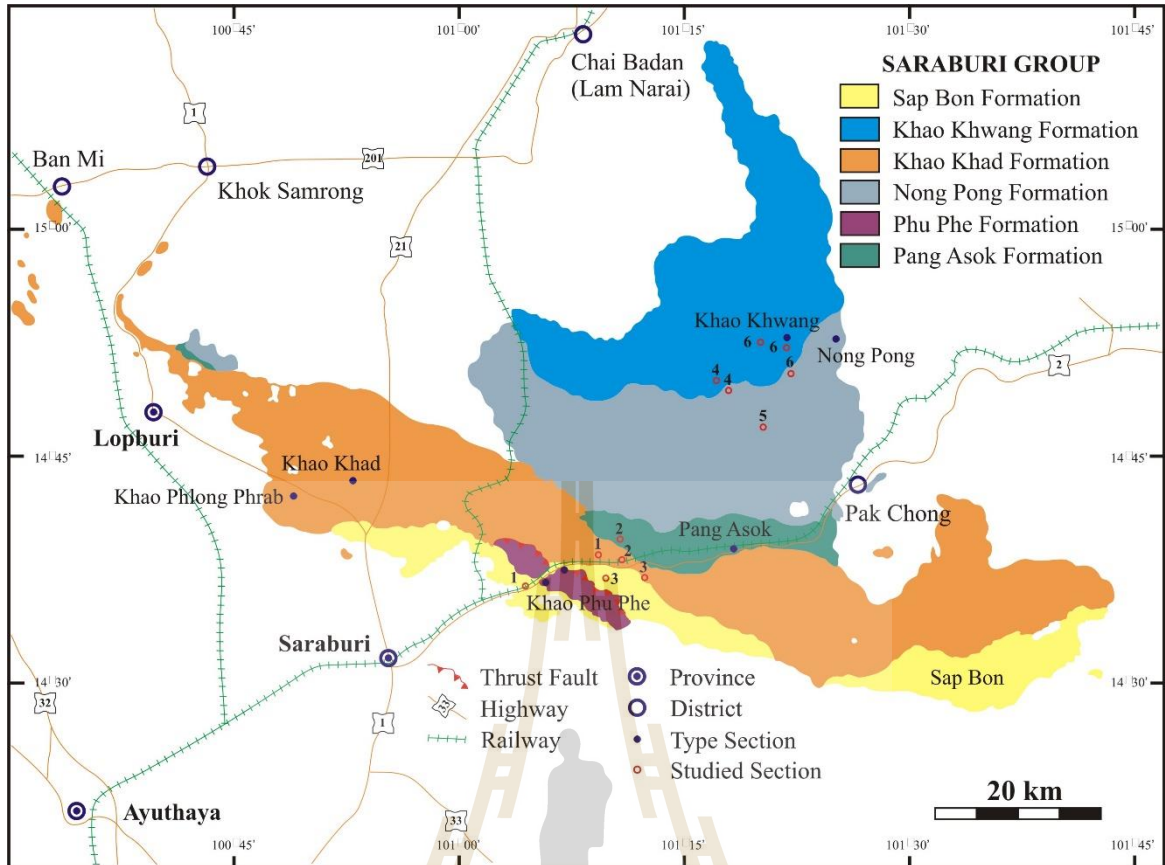 100□45'
101□00'
101□15'
101□30'
101□45'
Chai Badan
(Lam Narai)
SARABURI GROUP
Sap Bon Formation
Khao Khwang Formation
Khao Khad Formation
Nong Pong Formation
Phu Phe Formation
Pang Asok Formation
1
201
Ban Mi
Khok Samrong
15□00'
21
15□00'
Khao Khwang
6
6
Nong Pong
6
4
4
2
5
Lopburi
14□45'
14□45'
Khao Khad
Khao Phlong Phrab
Pak Chong
2
Pang Asok
1
2
1
3
3
Khao Phu Phe
Saraburi
14□30'
Thrust Fault
Province
Sap Bon
14□30'
32
Highway
33
District
1
Railway
Type Section
Studied Section
20 km
Ayuthaya
33
100□45'
101□00'
101□15'
101□30'
101□45'